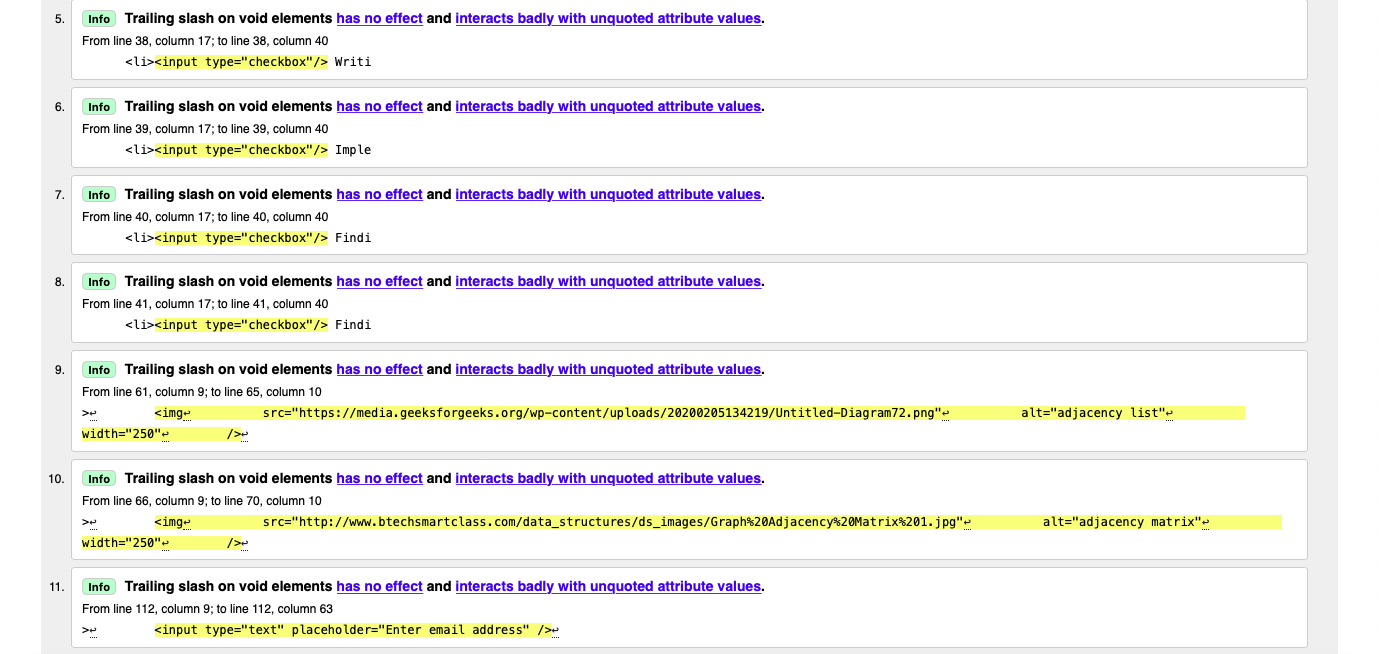 5. Info Trailing slash on void elements has no effect and interacts badly with unquoted attribute values.
From line 38, column 17; to line 38, column 40
<li><input type="checkbox"/> Writi
6. Info Trailing slash on void elements has no effect and interacts badly with unquoted attribute values.
From line 39, column 17; to line 39, column 40
<li><input type="checkbox"/> Imple
7. Info Trailing slash on void elements has no effect and interacts badly with unquoted attribute values.
From line 40, column 17; to line 40, column 40
<li><input type="checkbox"/> Findi
8. Info Trailing slash on void elements has no effect and interacts badly with unquoted attribute values.
From line 41, column 17; to line 41, column 40
<li><input type="checkbox"/> Findi
9. Info Trailing slash on void elements has no effect and interacts badly with unquoted attribute values.
From line 61, column 9; to line 65, column 10
>↩ <img↩ src="https://media.geeksforgeeks.org/wp-content/uploads/20200205134219/Untitled-Diagram72.png"↩ alt="adjacency list"↩
width="250"↩ />↩
10. Info Trailing slash on void elements has no effect and interacts badly with unquoted attribute values.
From line 66, column 9; to line 70, column 10
>↩ <img↩ src="http://www.btechsmartclass.com/data_structures/ds_images/Graph%20Adjacency%20Matrix%201.jpg"↩ alt="adjacency matrix"↩
width="250"↩ />↩
11. Info Trailing slash on void elements has no effect and interacts badly with unquoted attribute values.
From line 112, column 9; to line 112, column 63
>↩ <input type="text" placeholder="Enter email address" />↩